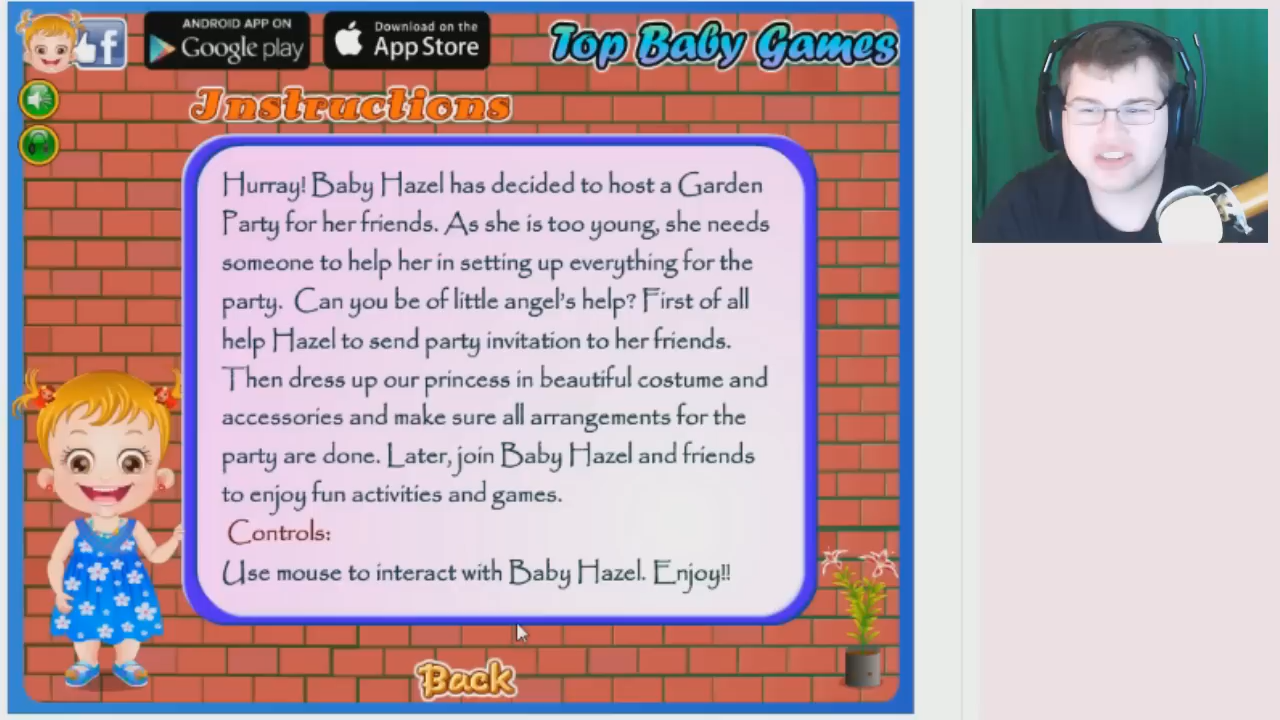 ANDROID APP ON
Google play
Download on the
App Store
Top Baby Games
Instructions
Hurray! Baby Hazel has decided to host a Garden
Party for her friends. As she is too young, she needs
someone to help her in setting up everything for the
party. Can you be of little angel's help? First of all
help Hazel to send party invitation to her friends.
Then dress up our princess in beautiful costume and
accessories and make sure all arrangements for the
party are done. Later, join Baby Hazel and friends
to enjoy fun activities and games.
Controls:
Use mouse to interact with Baby Hazel. Enjoy!!
Back